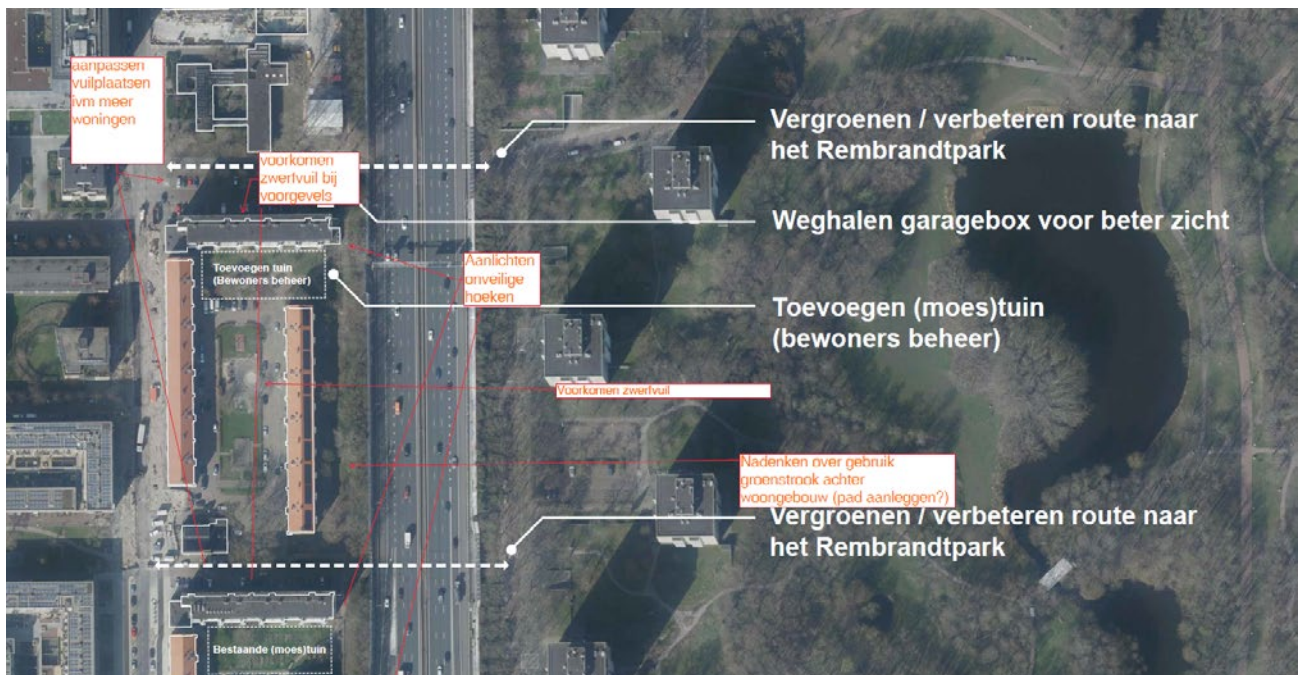 aanpassen
vuilplaatsen
ivm meer
woningen
Vergroenen / verbeteren route naar
het Rembrandtpark
voorkomen
zwerfvuil bij
voorgevels
Weghalen garagebox voor beter zicht
Toevoegen tuin
(Bewoners beheer)
Aanlichten
onveilige
hoeken
Toevoegen (moes)tuin
(bewoners beheer)
Voorkomen zwerfvuil
Nadenken over gebruik
groenstrook achter
woongebouw (pad aanleggen?)
Vergroenen / verbeteren route naar
het Rembrandtpark
Bestaande (moes)tuin